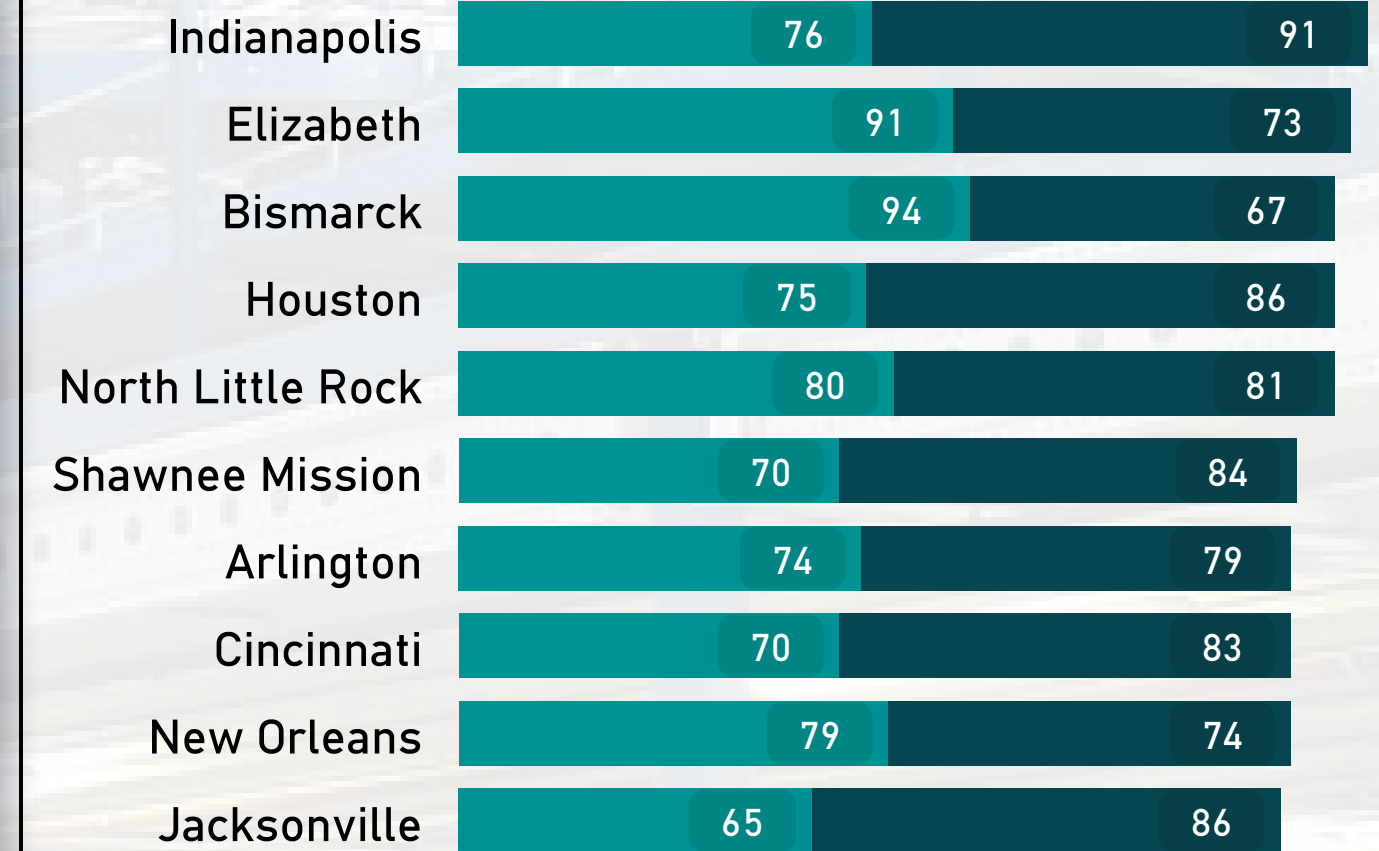 Indianapolis 76 91
Elizabeth 91 73
Bismarck 94 67
Houston 75 86
North Little Rock 80 81
Shawnee Mission 70 84
Arlington 74 79
Cincinnati 70 83
New Orleans 79 74
Jacksonville 65 86